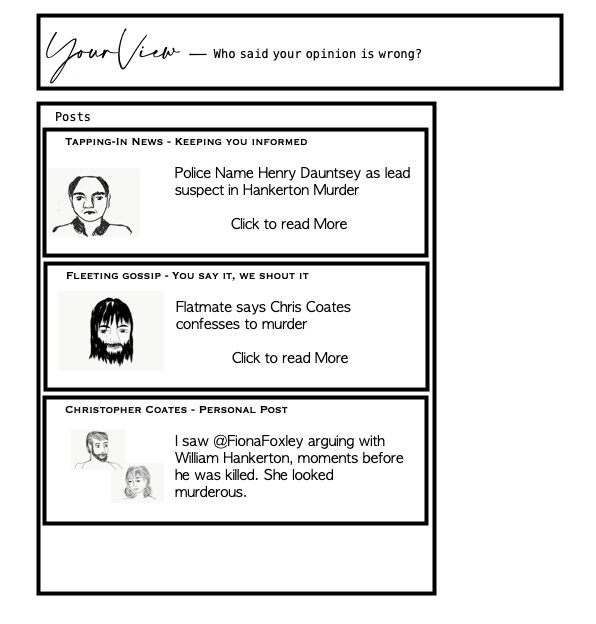 YourView — Who said your opinion is wrong?
Posts
Tapping-In News - Keeping you informed
Police Name Henry Dauntsey as lead
suspect in Hankerton Murder
Click to read More
Fleeting gossip - You say it, we shout it
Flatmate says Chris Coates
confesses to murder
Click to read More
Christopher Coates - Personal Post
I saw @FionaFoxley arguing with
William Hankerton, moments before
he was killed. She looked
murderous.